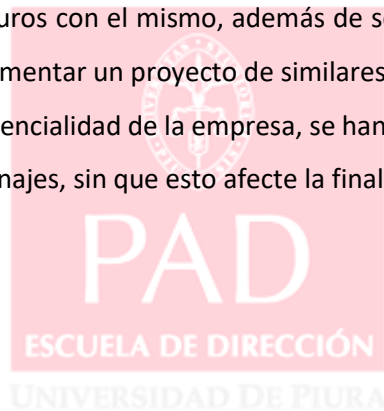 uros con el mismo, además de s
mentar un proyecto de similares
encialidad de la empresa, se han
najes, sin que esto afecte la final
PAD
ESCUELA DE DIRECCIÓN
UNIVERSIDAD DE PIURA